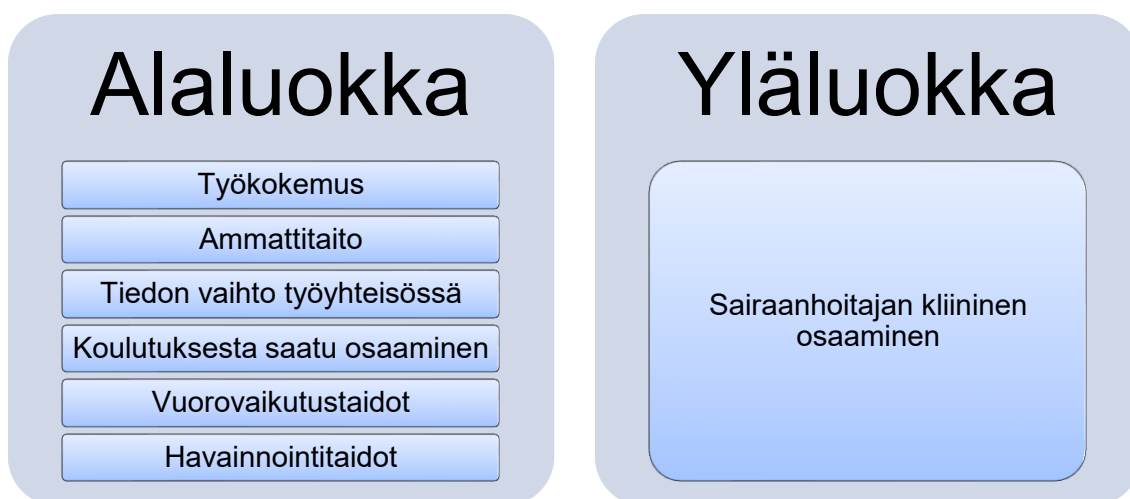 Alaluokka
Työkokemus
Ammattitaito
Tiedon vaihto työyhteisössä
Koulutuksesta saatu osaaminen
Vuorovaikutustaidot
Havainnointitaidot
Yläluokka
Sairaanhoitajan kliininen
osaaminen